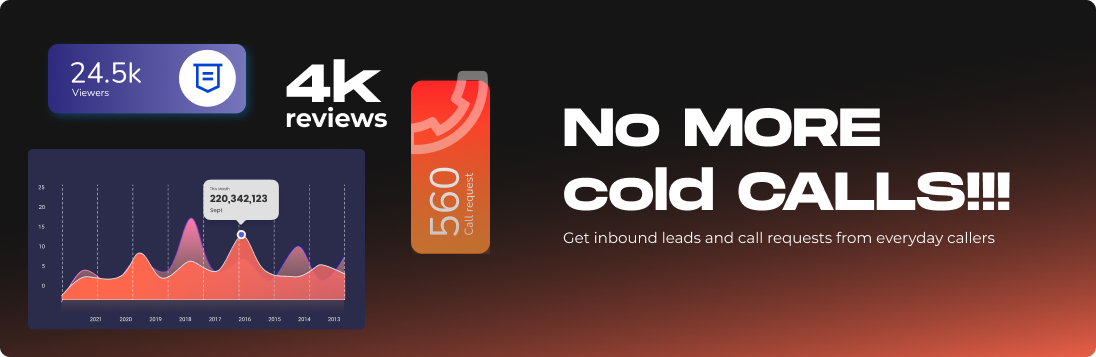 24.5k
Viewers
4k
reviews
560
Call request
No MORE
cold CALLS!!!
Get inbound leads and call requests from everyday callers
This Month
220,342,123
Sept
25
20
15
10
5
0
2021 2020 2019 2018 2017 2016 2015 2014 2013